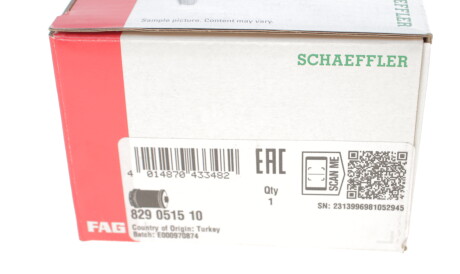 Sample picture. Content may vary.
SCHAEFFLER
SCHAEFFLER
4 014870 433482
EAC
SCAN ME
Qty
1
SN: 2313996981052945
829 0515 10
FAG
Country of Origin: Turkey
Batch: E000970874